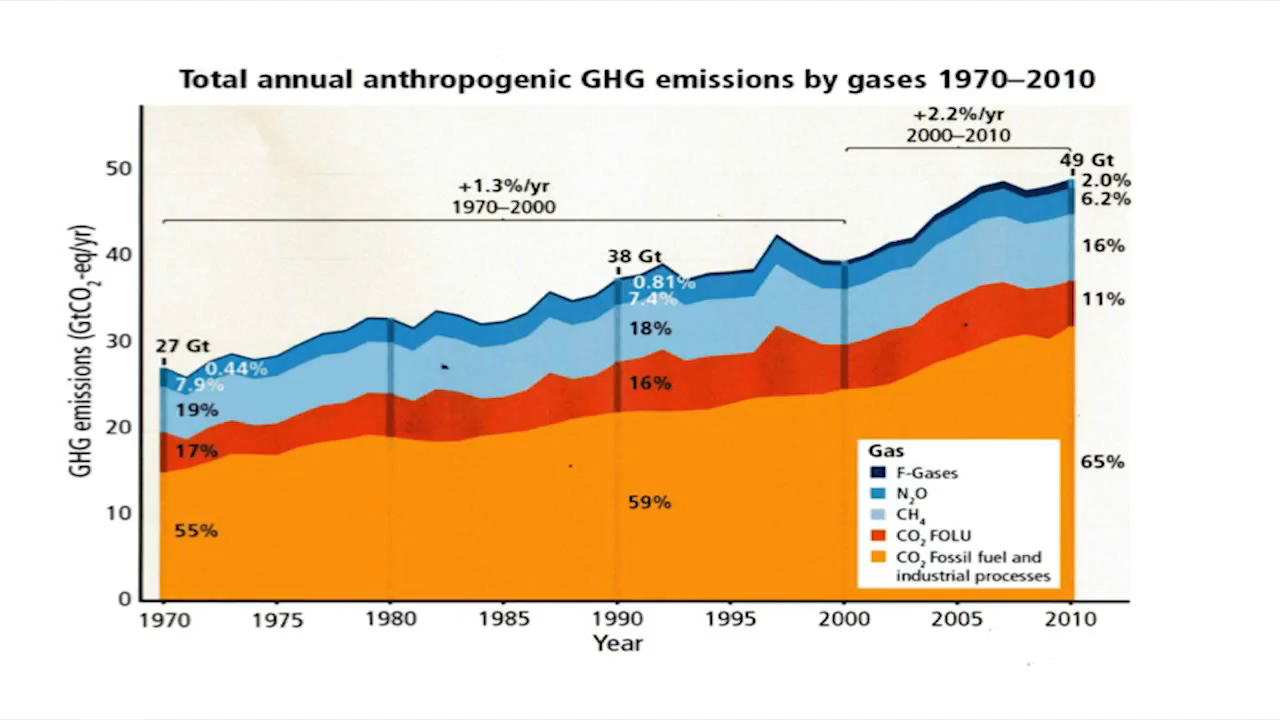 Total annual anthropogenic GHG emissions by gases 1970–2010
+2.2%/yr
2000–2010
49 Gt
+1.3%/yr
1970–2000
38 Gt
27 Gt
GHG emissions (GtCO₂-eq/yr)
50
40
30
20
10
0
0.44%
7.9%
19%
17%
55%
0.81%
7.4%
18%
16%
59%
2.0%
6.2%
16%
11%
65%
Gas
F-Gases
N₂O
CH₄
CO₂ FOLU
CO₂ Fossil fuel and
industrial processes
1970 1975 1980 1985 1990 1995 2000 2005 2010
Year